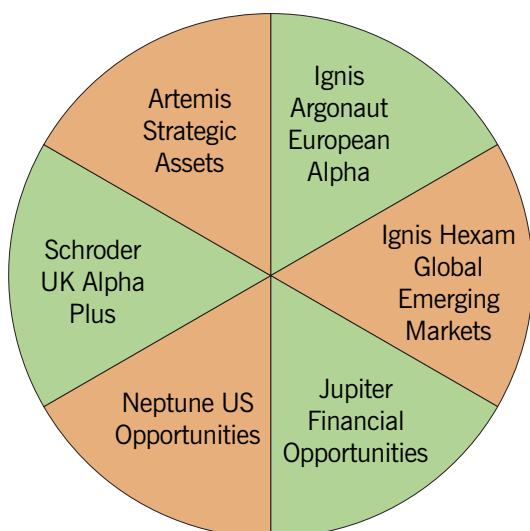 Artemis
Strategic
Assets
Ignis
Argonaut
European
Alpha
Ignis Hexam
Global
Emerging
Markets
Jupiter
Financial
Opportunities
Neptune US
Opportunities
Schroder
UK Alpha
Plus